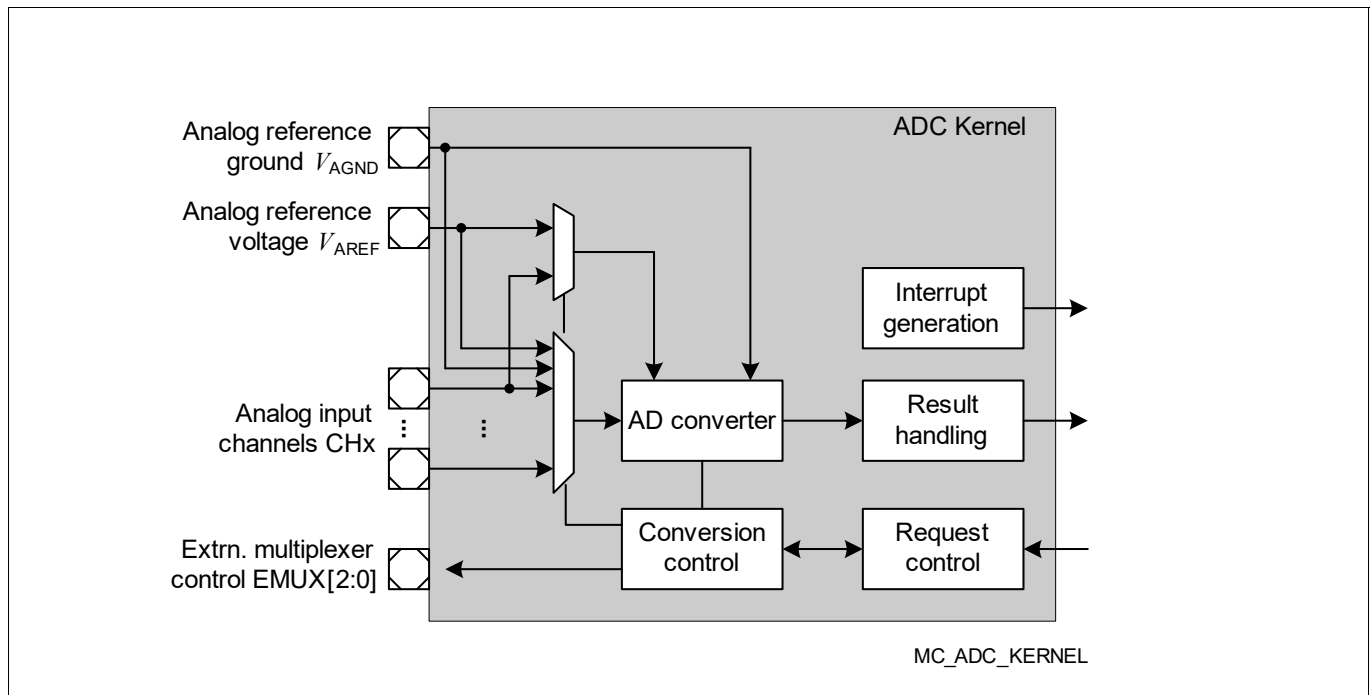 Analog reference
ground VAGND
Analog reference
voltage VAREF
Analog input
channels CHx
...
...
Extrn. multiplexer
control EMUX[2:0]
ADC Kernel
Interrupt
generation
AD converter
Result
handling
Conversion
control
Request
control
MC_ADC_KERNEL